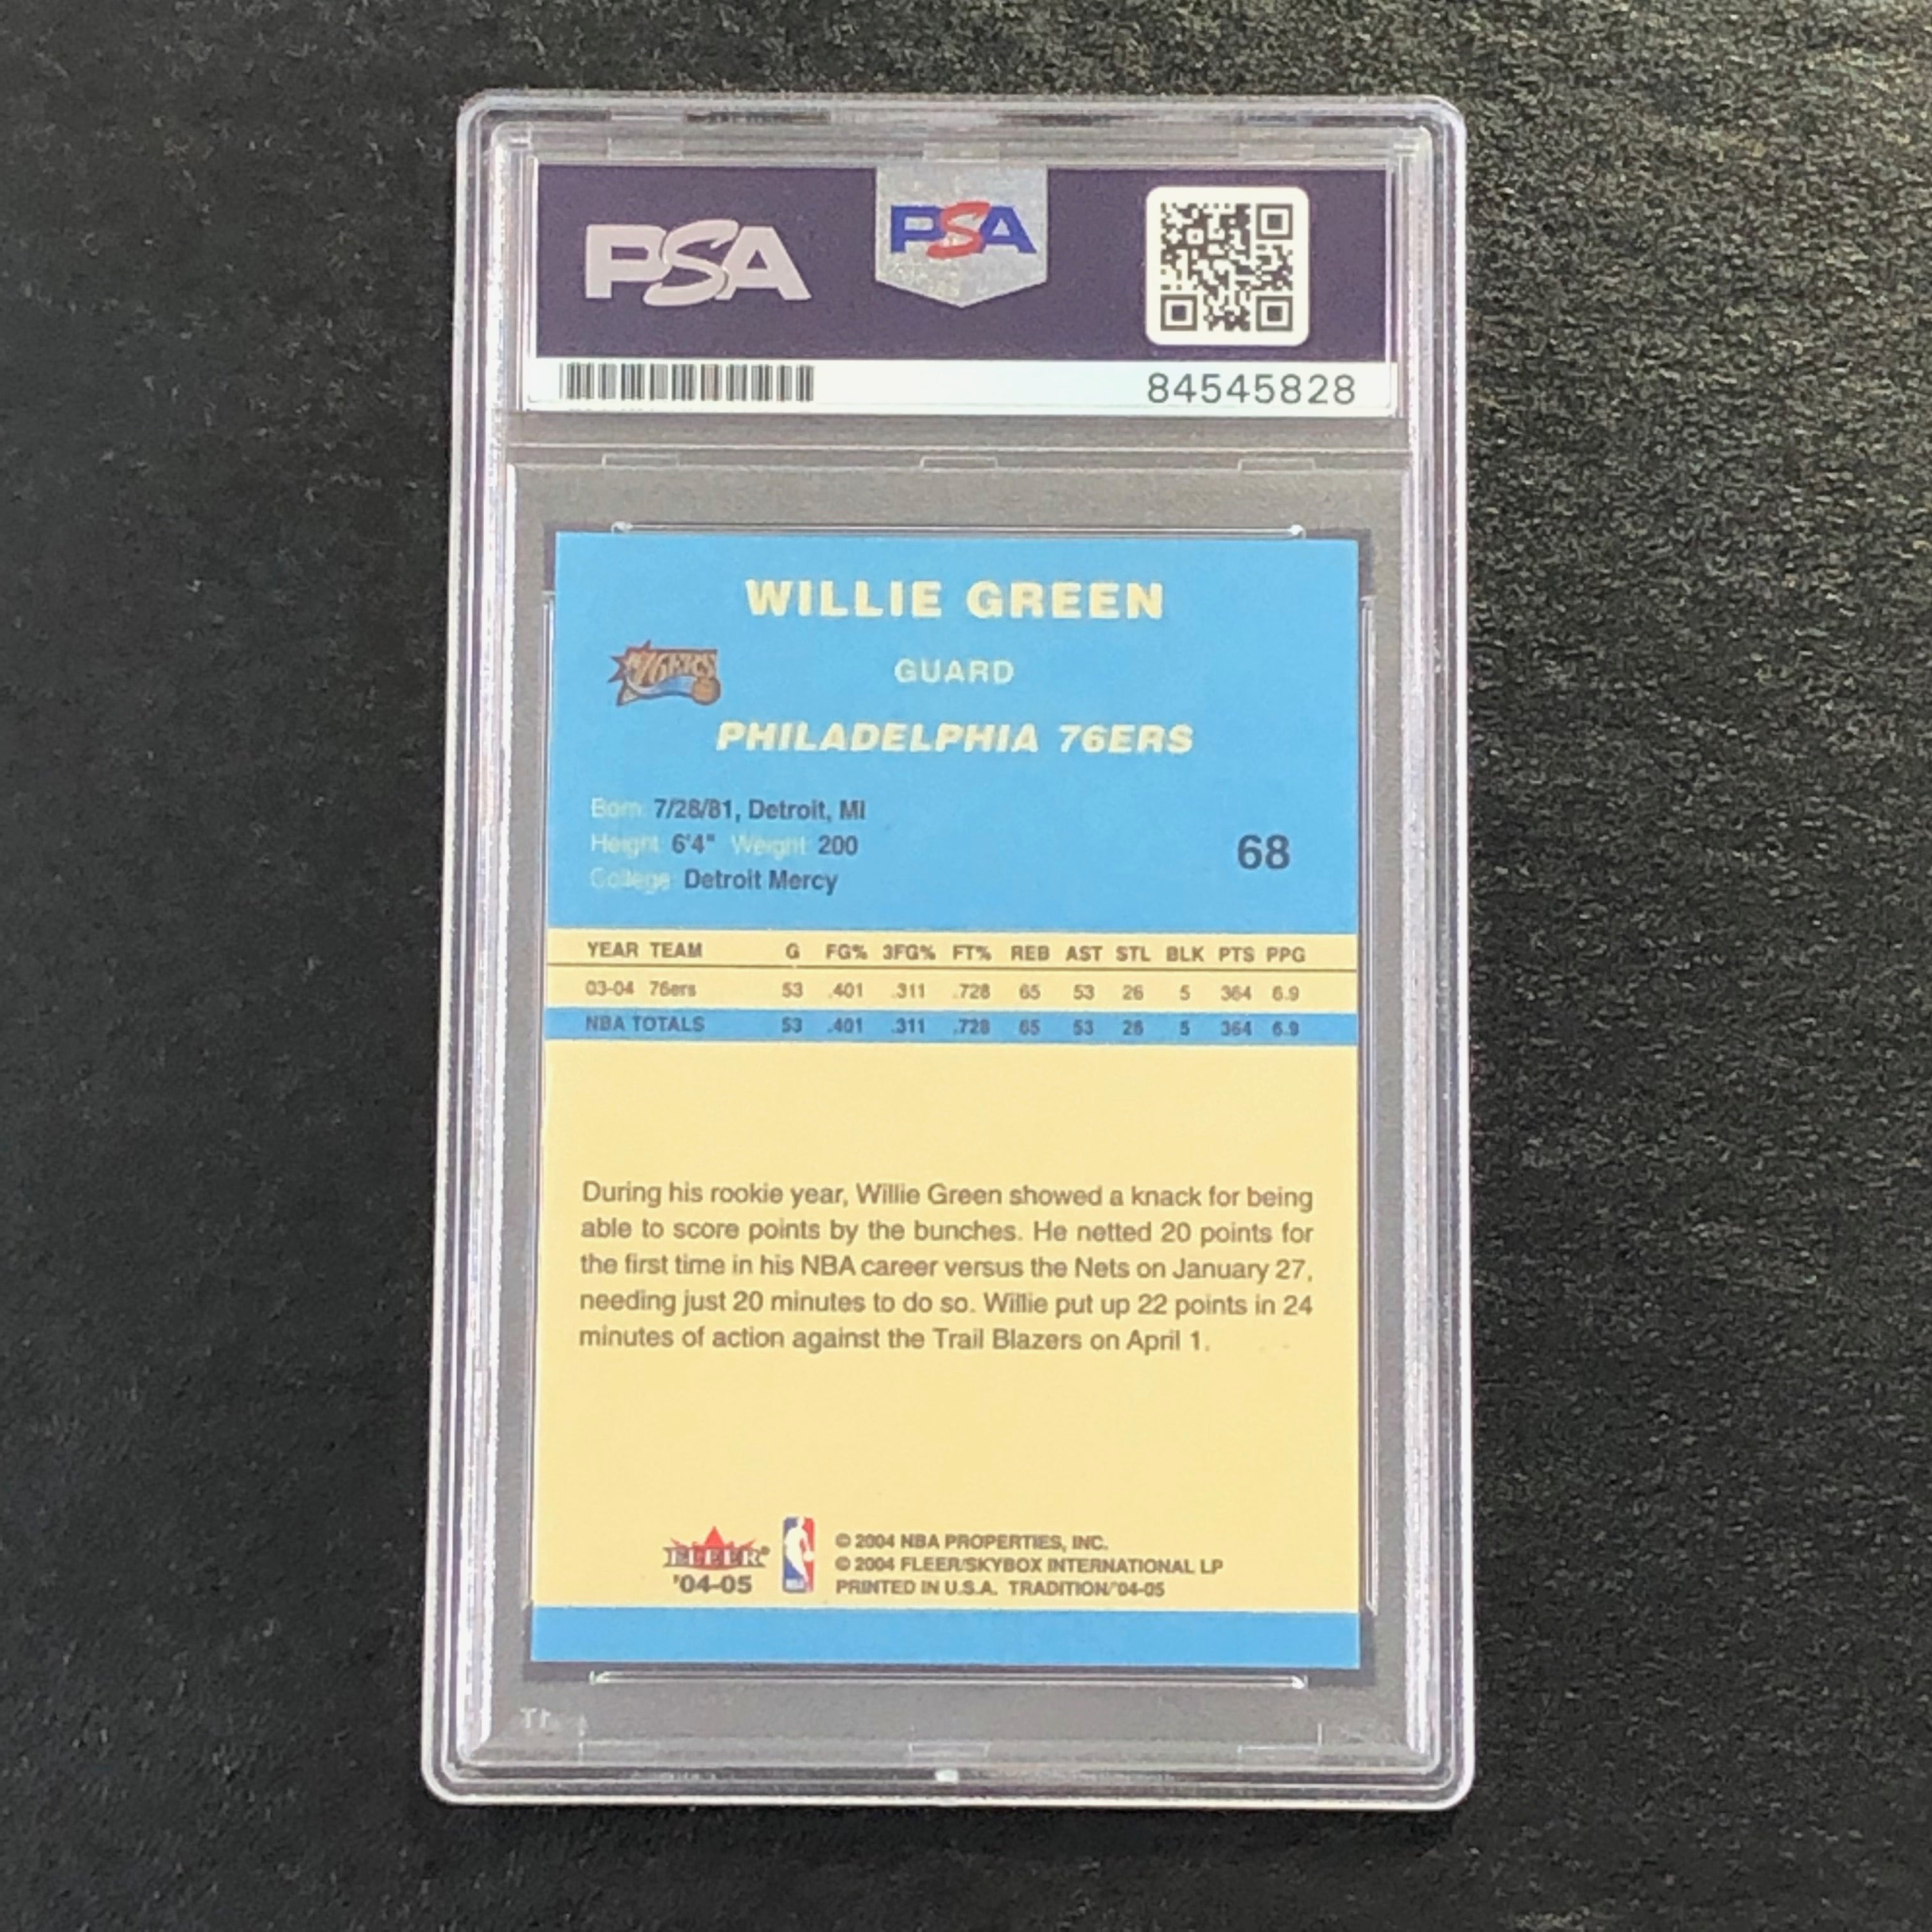 PSA PSA
84545828
WILLIE GREEN
76ERS GUARD
PHILADELPHIA 76ERS
Born 7/28/81, Detroit, MI
Height 6'4" Weight 200
68
College Detroit Mercy
YEAR TEAM G FG% 3FG% FT% REB AST STL BLK PTS PPG
03-04 76ers 53 .401 .311 .728 65 53 26 5 364 6.9
NBA TOTALS 53 .401 .311 .728 65 53 26 5 364 6.9
During his rookie year, Willie Green showed a knack for being
able to score points by the bunches. He netted 20 points for
the first time in his NBA career versus the Nets on January 27,
needing just 20 minutes to do so. Willie put up 22 points in 24
minutes of action against the Trail Blazers on April 1.
FLEER®
'04-05
© 2004 NBA PROPERTIES, INC.
© 2004 FLEER/SKYBOX INTERNATIONAL LP
PRINTED IN U.S.A. TRADITION/'04-05